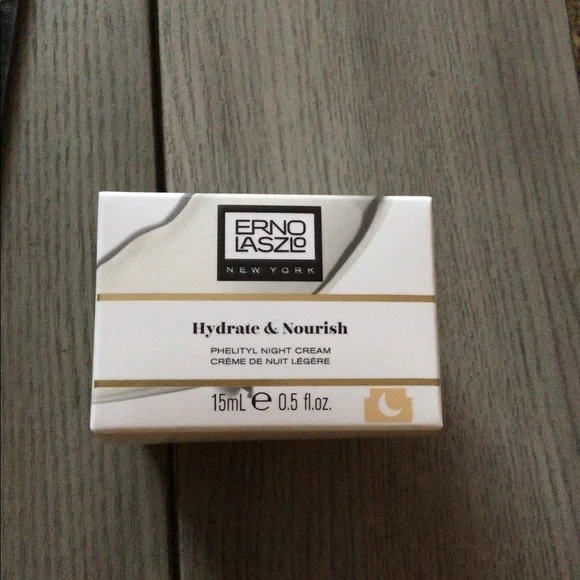 ERNO
LASZLO
NEW YORK
Hydrate & Nourish
PHELITYL NIGHT CREAM
CRÈME DE NUIT LÉGÈRE
15mL ℮ 0.5 fl.oz.